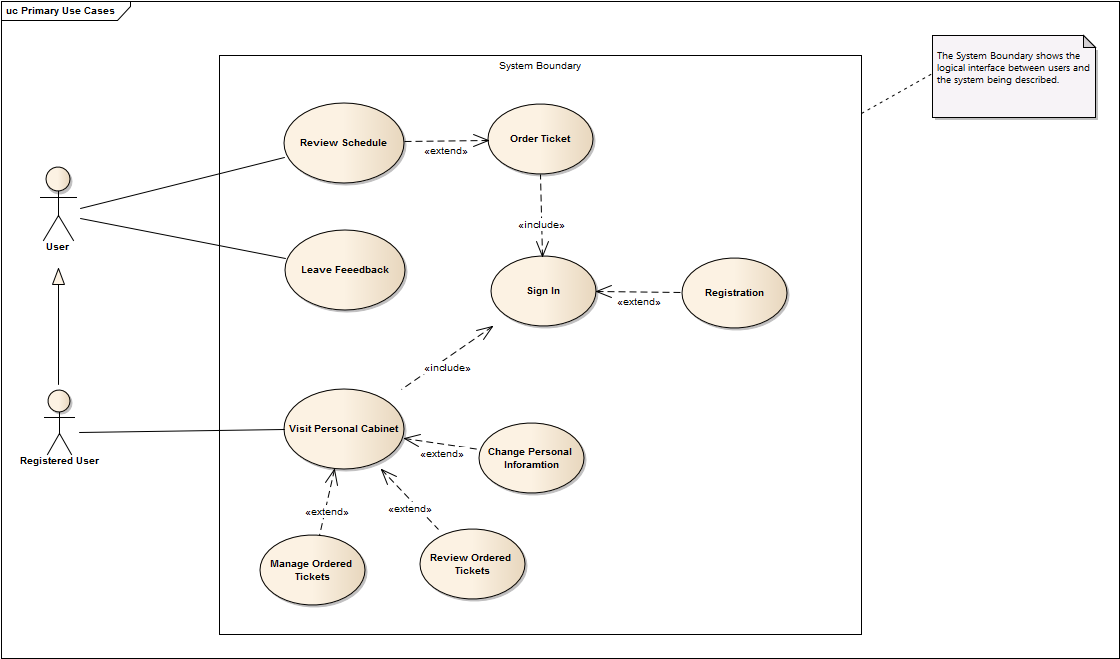 uc Primary Use Cases
System Boundary
The System Boundary shows the
logical interface between users and
the system being described.
Review Schedule
«extend»
Order Ticket
User
«include»
Leave Feeedback
Sign In
«extend»
Registration
«include»
Registered User
Visit Personal Cabinet
«extend»
Change Personal
Inforamtion
«extend»
«extend»
Manage Ordered
Tickets
Review Ordered
Tickets